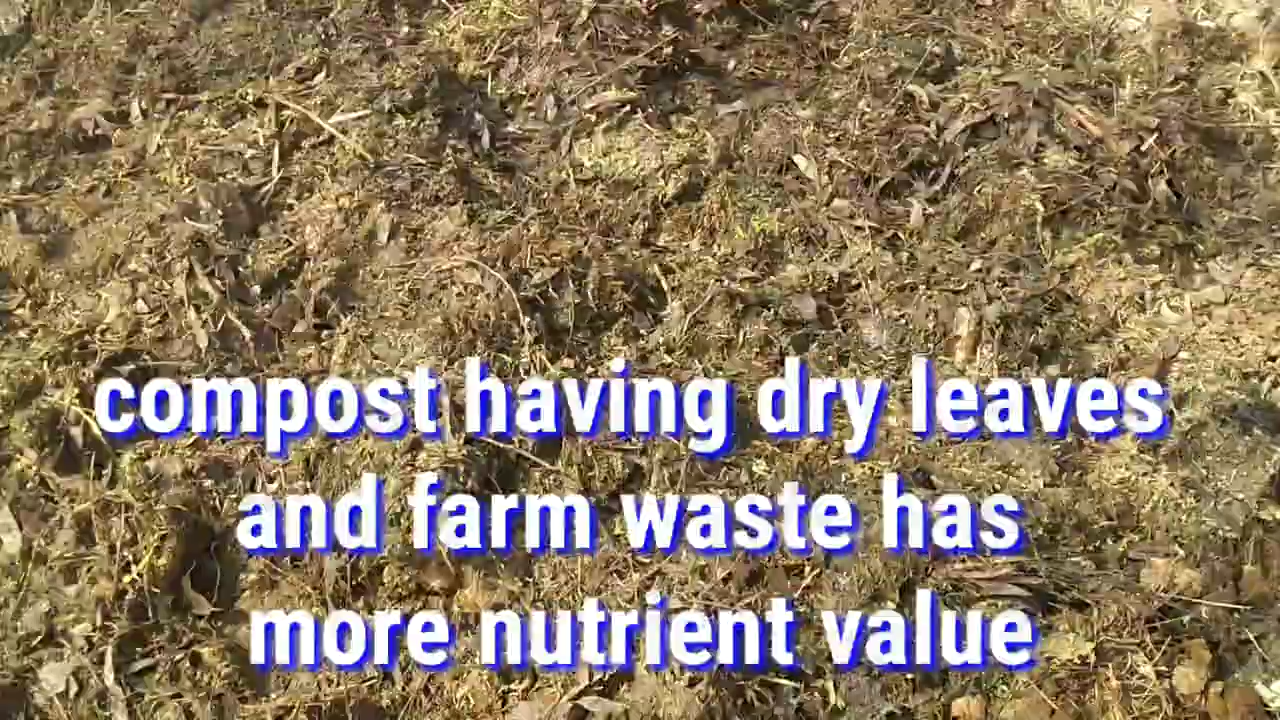 compost having dry leaves
and farm waste has
more nutrient value